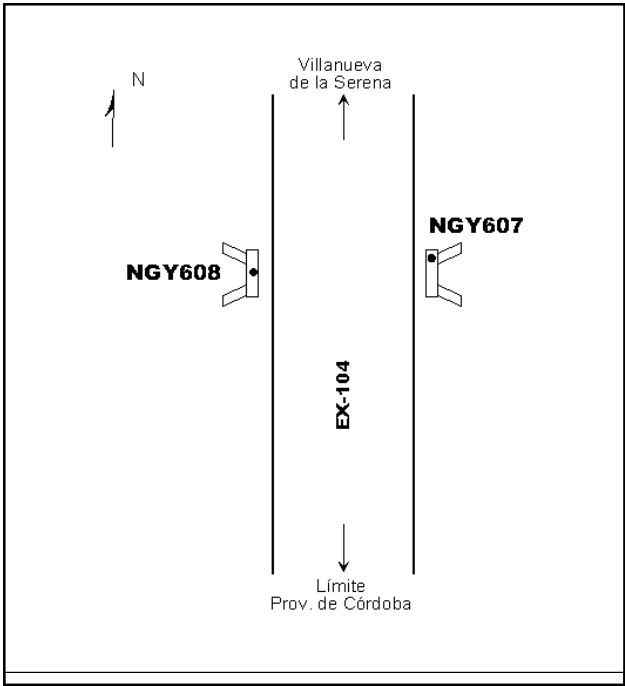 Villanueva
de la Serena
N
NGY607
NGY608
EX-104
Límite
Prov. de Córdoba